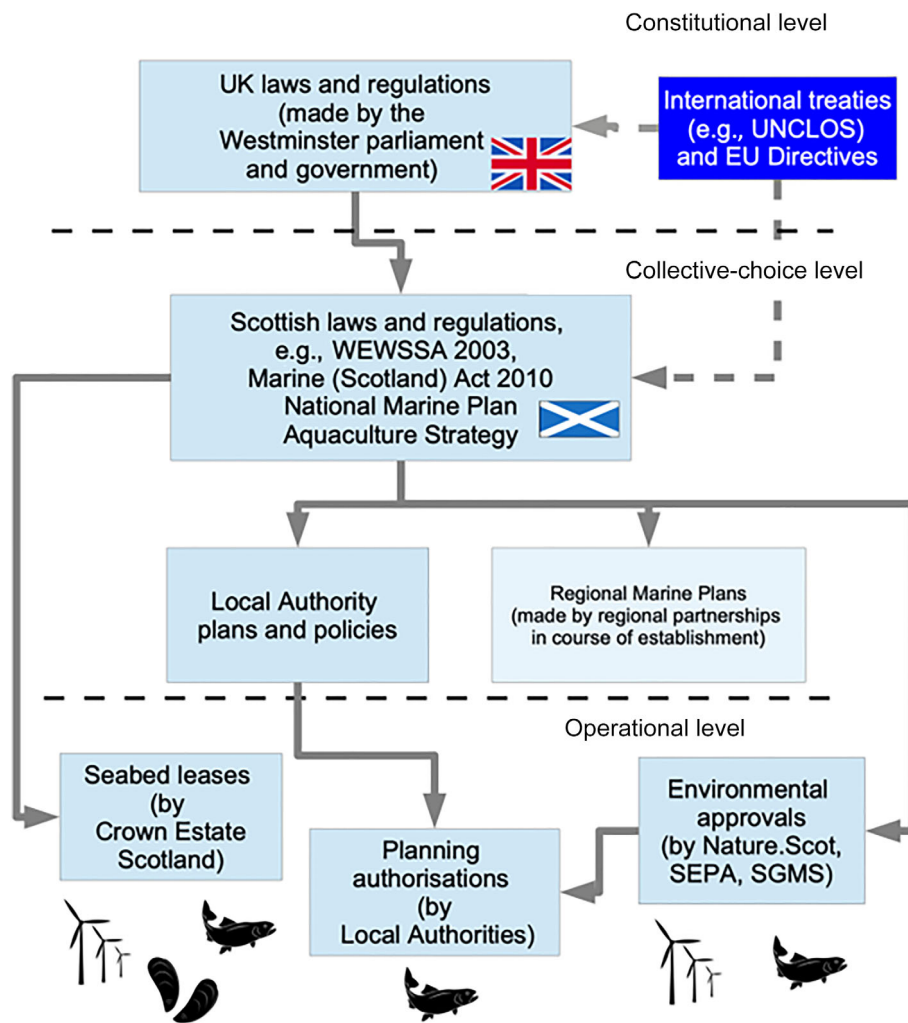 Constitutional level
UK laws and regulations
(made by the
Westminster parliament
and government)
International treaties
(e.g., UNCLOS)
and EU Directives
Collective-choice level
Scottish laws and regulations,
e.g., WEWSSA 2003,
Marine (Scotland) Act 2010
National Marine Plan
Aquaculture Strategy
Local Authority
plans and policies
Regional Marine Plans
(made by regional partnerships
in course of establishment)
Operational level
Seabed leases
(by
Crown Estate
Scotland)
Planning
authorisations
(by
Local Authorities)
Environmental
approvals
(by Nature.Scot,
SEPA, SGMS)